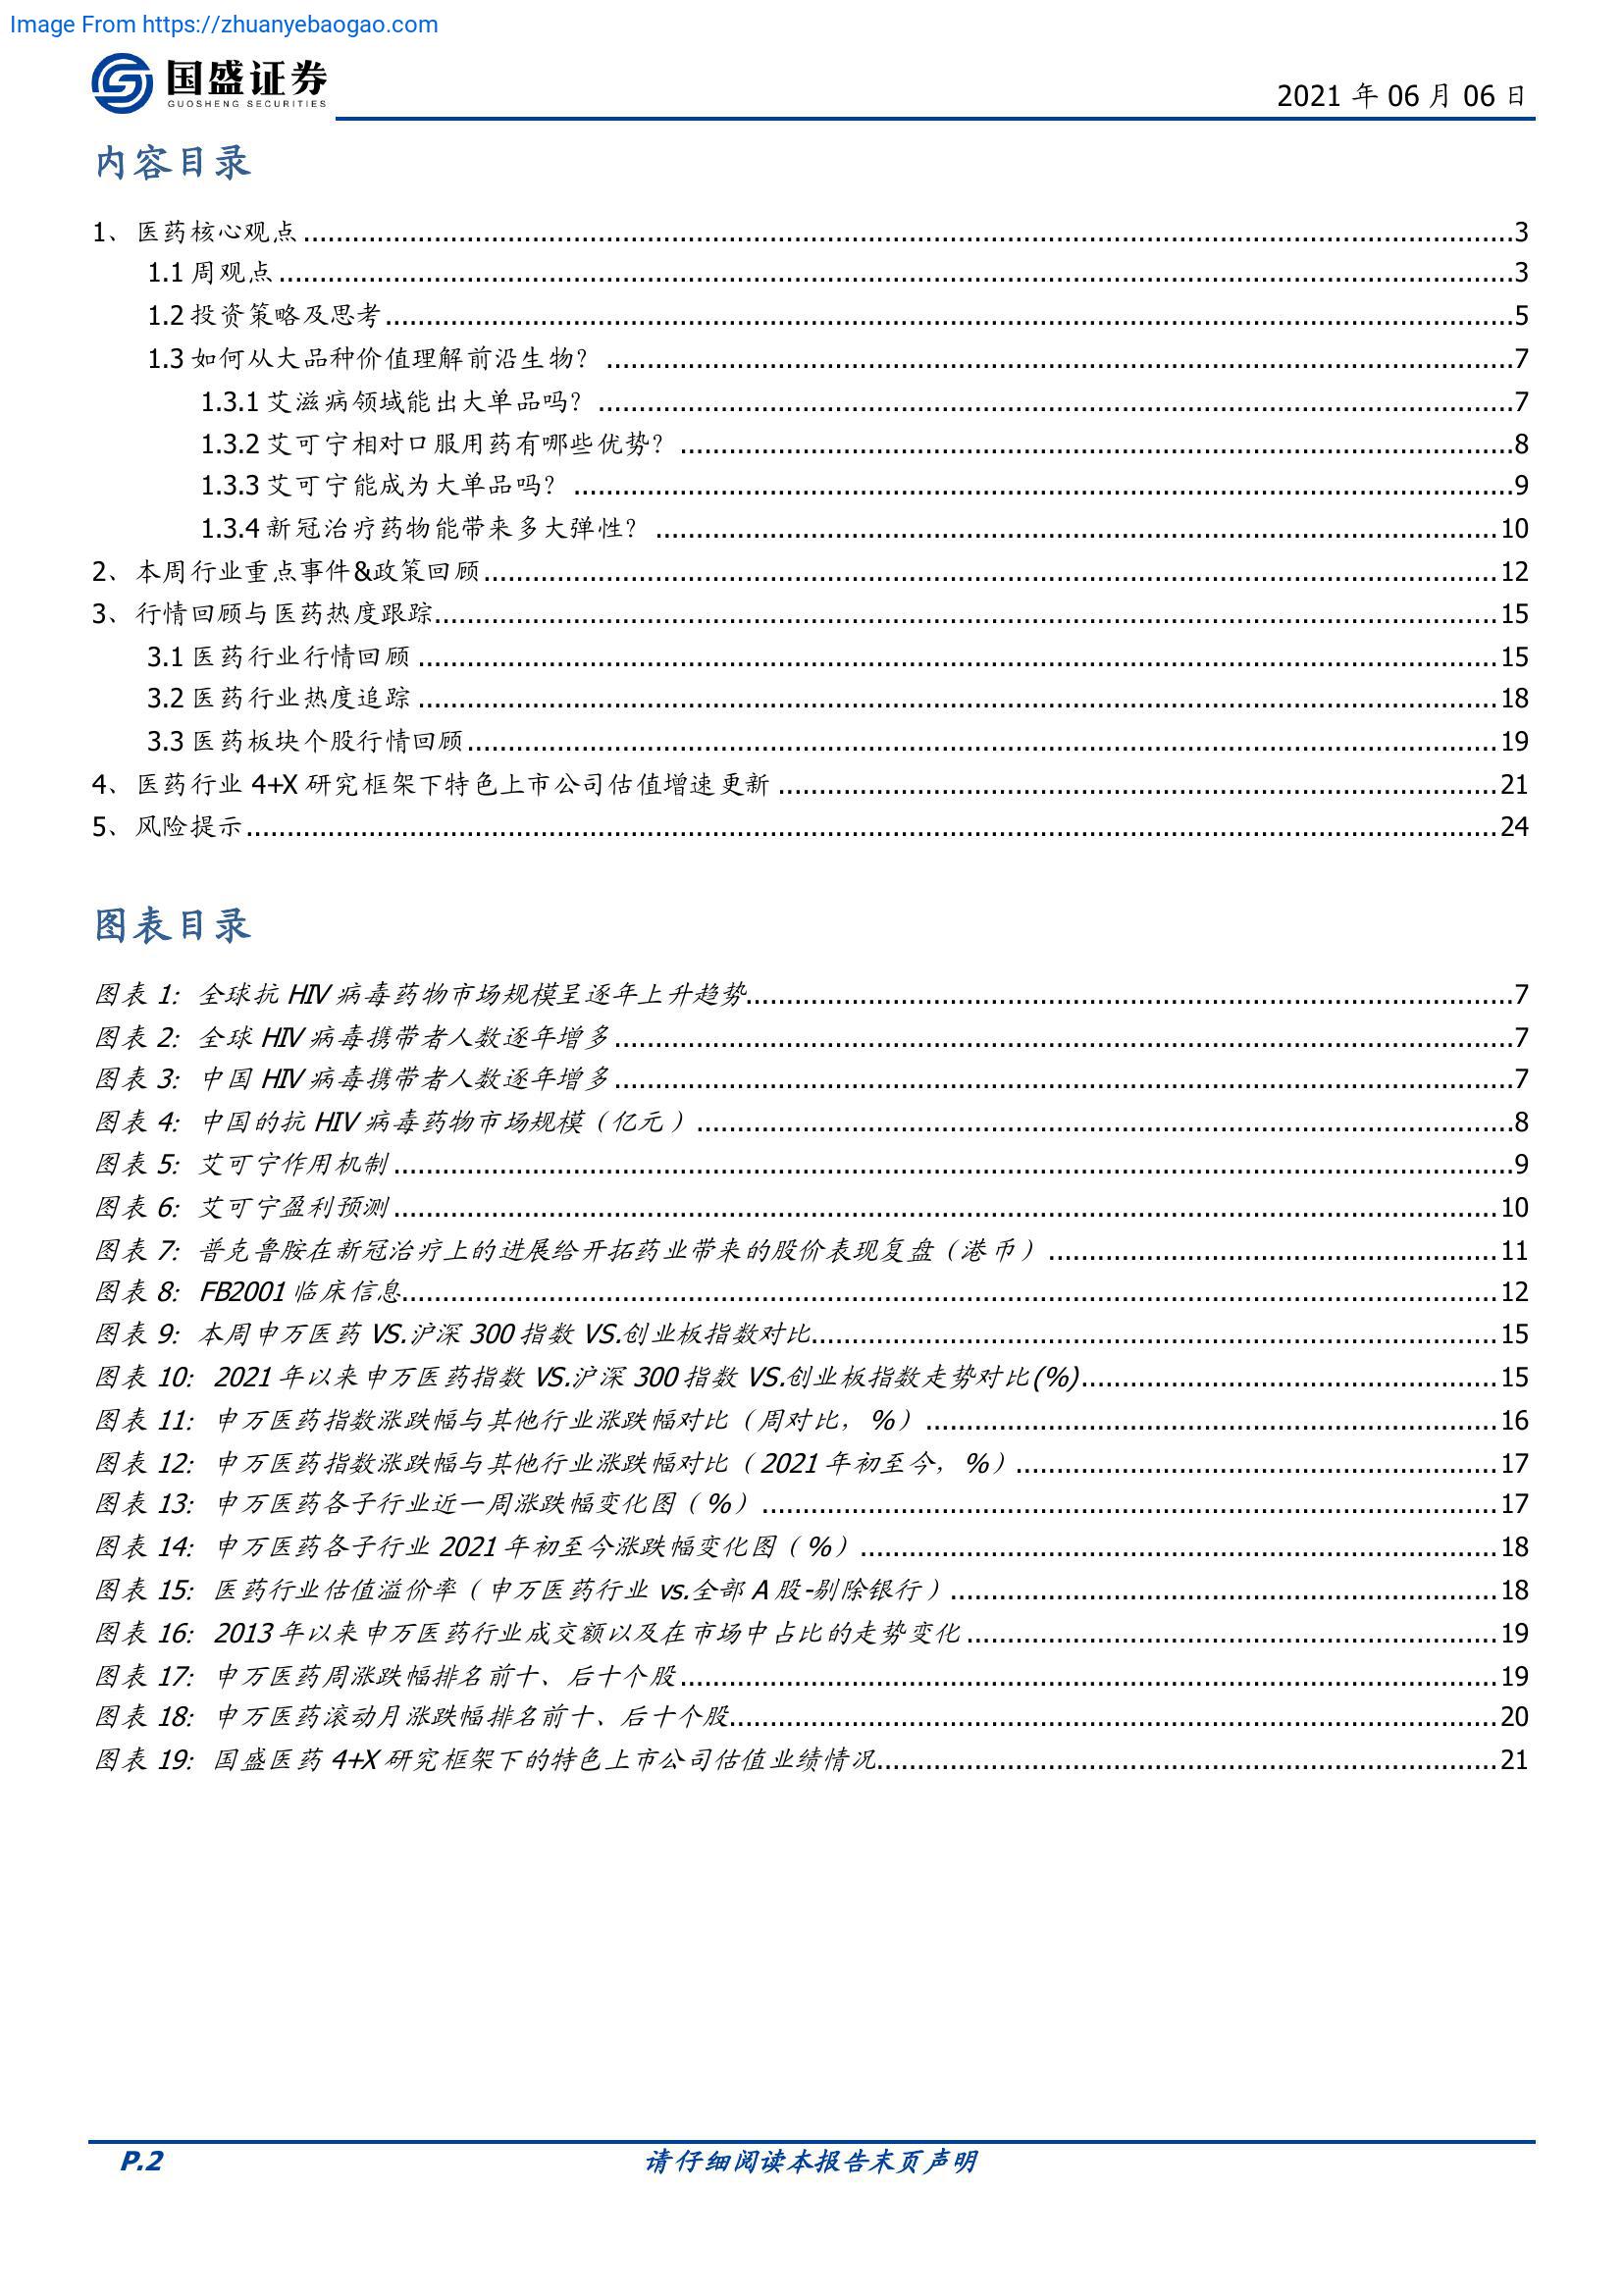 Image From https://zhuanyebaogao.com
国盛证券
GUOSHENG SECURITIES
2021 年 06 月 06 日
内容目录
1、医药核心观点 3
1.1 周观点 3
1.2 投资策略及思考 5
1.3 如何从大品种价值理解前沿生物？ 7
1.3.1 艾滋病领域能出大单品吗？ 7
1.3.2 艾可宁相对口服用药有哪些优势？ 8
1.3.3 艾可宁能成为大单品吗？ 9
1.3.4 新冠治疗药物能带来多大弹性？ 10
2、本周行业重点事件&政策回顾 12
3、行情回顾与医药热度跟踪 15
3.1 医药行业行情回顾 15
3.2 医药行业热度追踪 18
3.3 医药板块个股行情回顾 19
4、医药行业 4+X 研究框架下特色上市公司估值增速更新 21
5、风险提示 24
图表目录
图表 1: 全球抗 HIV 病毒药物市场规模呈逐年上升趋势 7
图表 2: 全球 HIV 病毒携带者人数逐年增多 7
图表 3: 中国 HIV 病毒携带者人数逐年增多 7
图表 4: 中国的抗 HIV 病毒药物市场规模（亿元） 8
图表 5: 艾可宁作用机制 9
图表 6: 艾可宁盈利预测 10
图表 7: 普克鲁胺在新冠治疗上的进展给开拓药业带来的股价表现复盘（港币） 11
图表 8: FB2001 临床信息 12
图表 9: 本周申万医药 VS.沪深 300 指数 VS.创业板指数对比 15
图表 10: 2021 年以来申万医药指数 VS.沪深 300 指数 VS.创业板指数走势对比(%) 15
图表 11: 申万医药指数涨跌幅与其他行业涨跌幅对比（周对比，%） 16
图表 12: 申万医药指数涨跌幅与其他行业涨跌幅对比（2021 年初至今，%） 17
图表 13: 申万医药各子行业近一周涨跌幅变化图（%） 17
图表 14: 申万医药各子行业 2021 年初至今涨跌幅变化图（%） 18
图表 15: 医药行业估值溢价率（申万医药行业 vs.全部 A 股-剔除银行） 18
图表 16: 2013 年以来申万医药行业成交额以及在市场中占比的走势变化 19
图表 17: 申万医药周涨跌幅排名前十、后十个股 19
图表 18: 申万医药滚动月涨跌幅排名前十、后十个股 20
图表 19: 国盛医药 4+X 研究框架下的特色上市公司估值业绩情况 21
P.2
请仔细阅读本报告末页声明